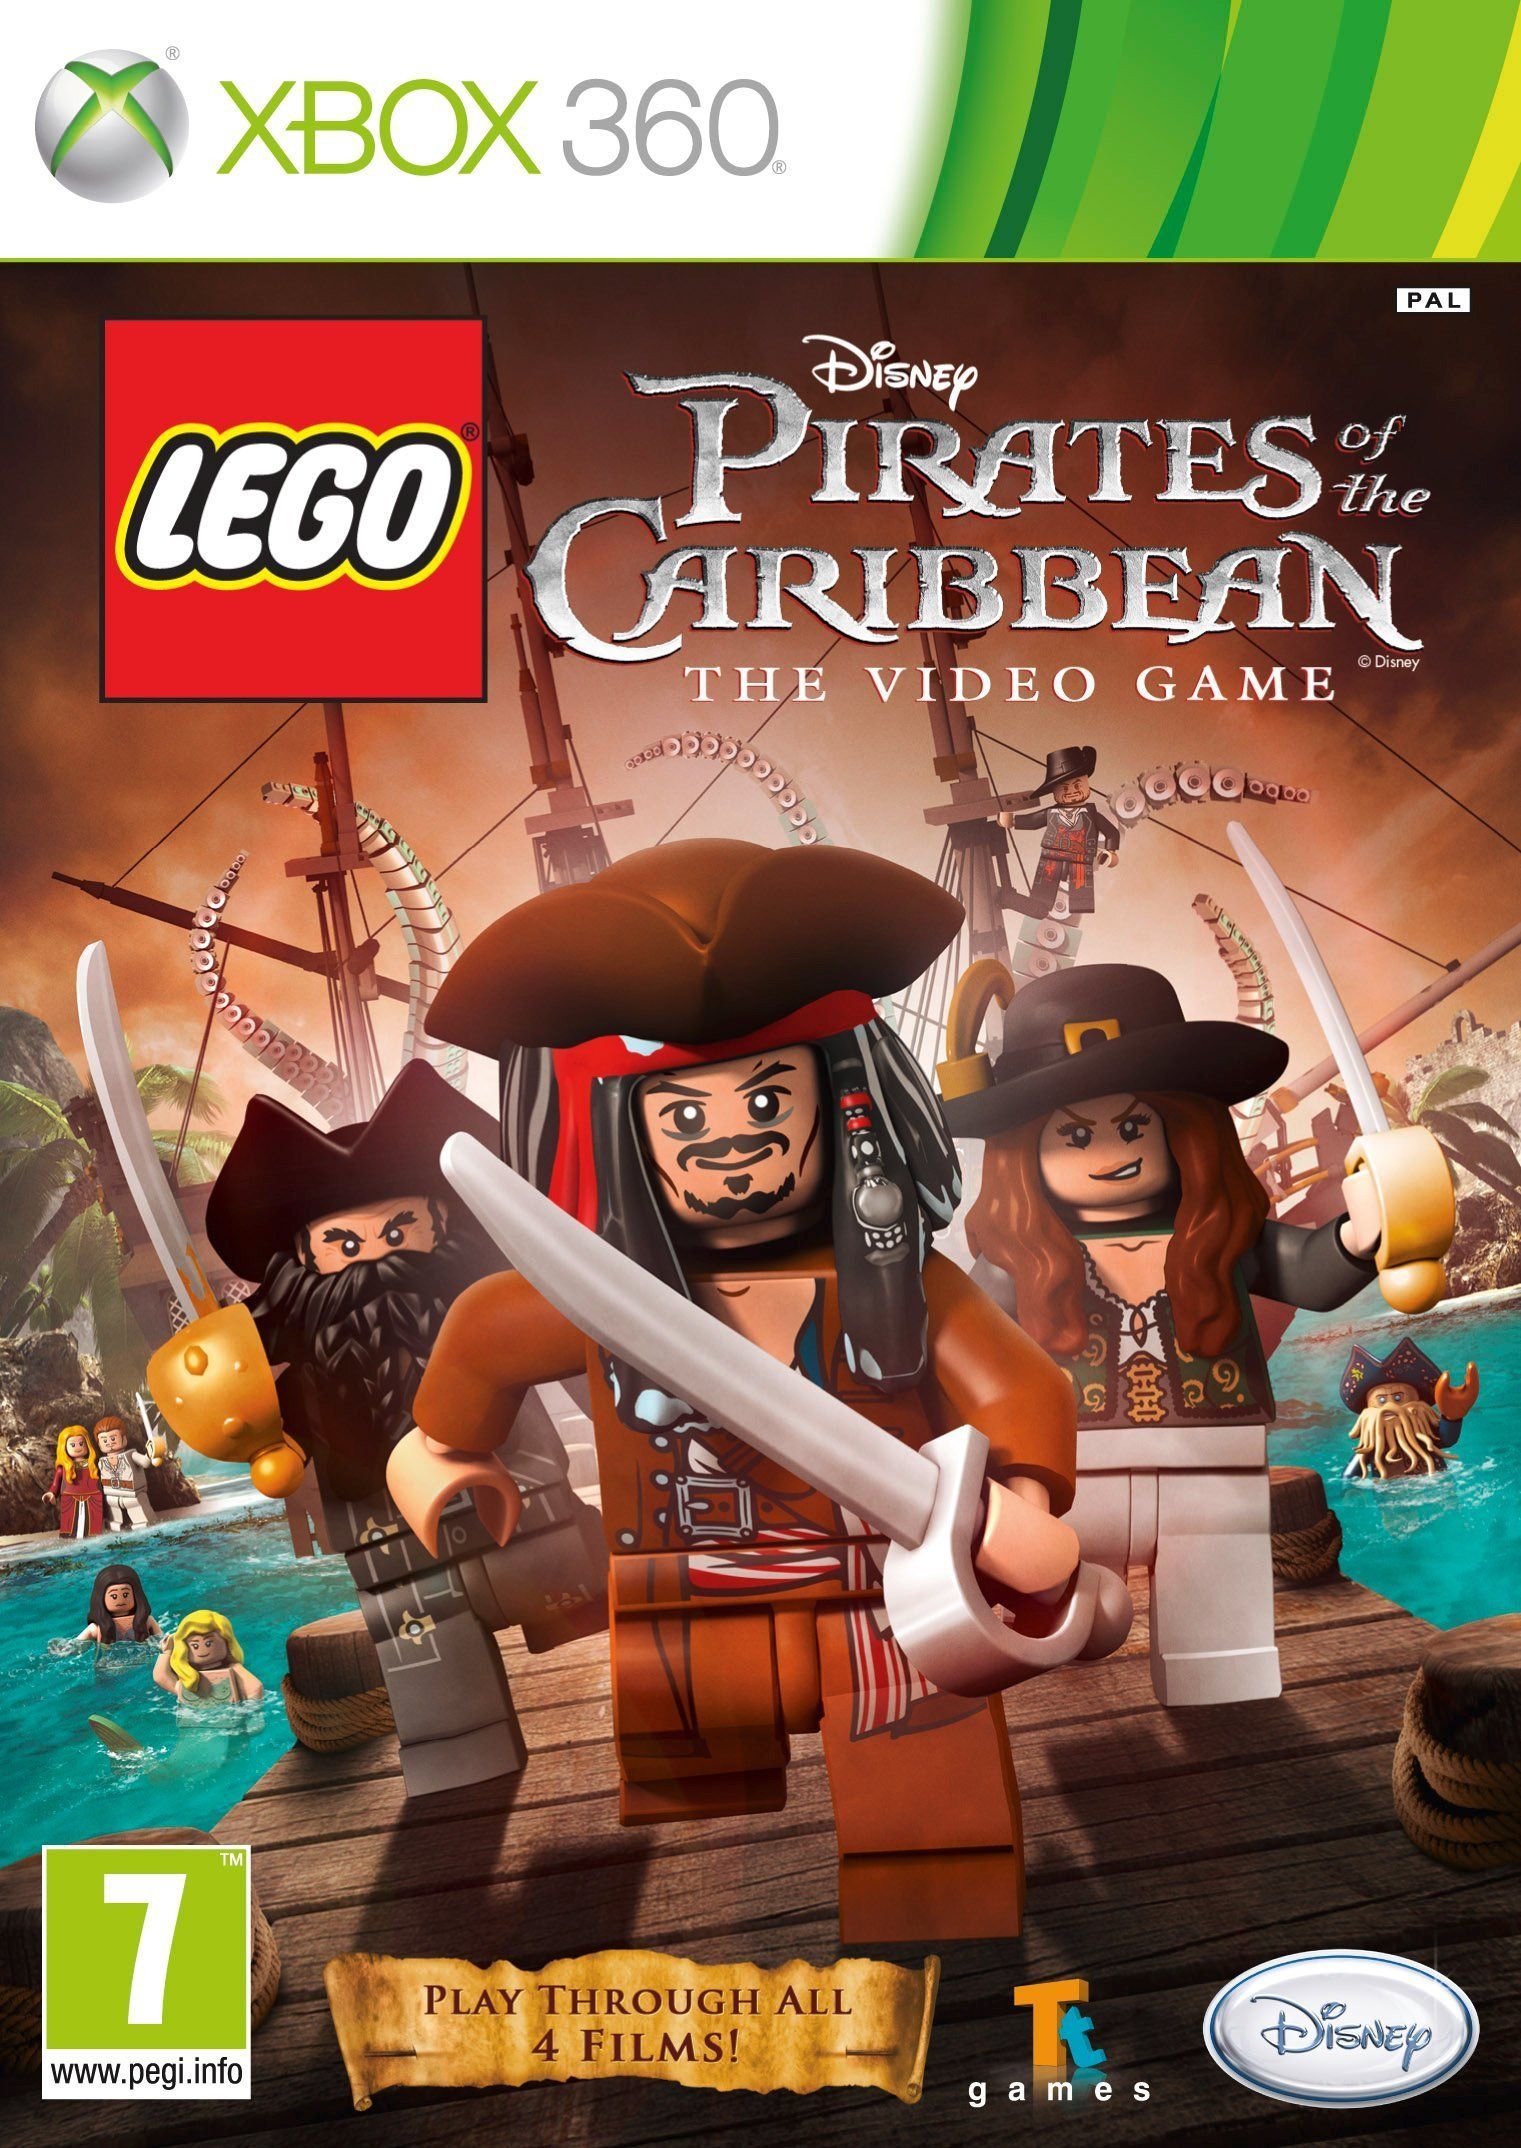 XBOX 360
PAL
LEGO
Disney
PIRATES of
the
CARIBBEAN
© Disney
THE VIDEO GAME
7
www.pegi.info
PLAY THROUGH ALL
4 FILMS!
Tt
games
Disney